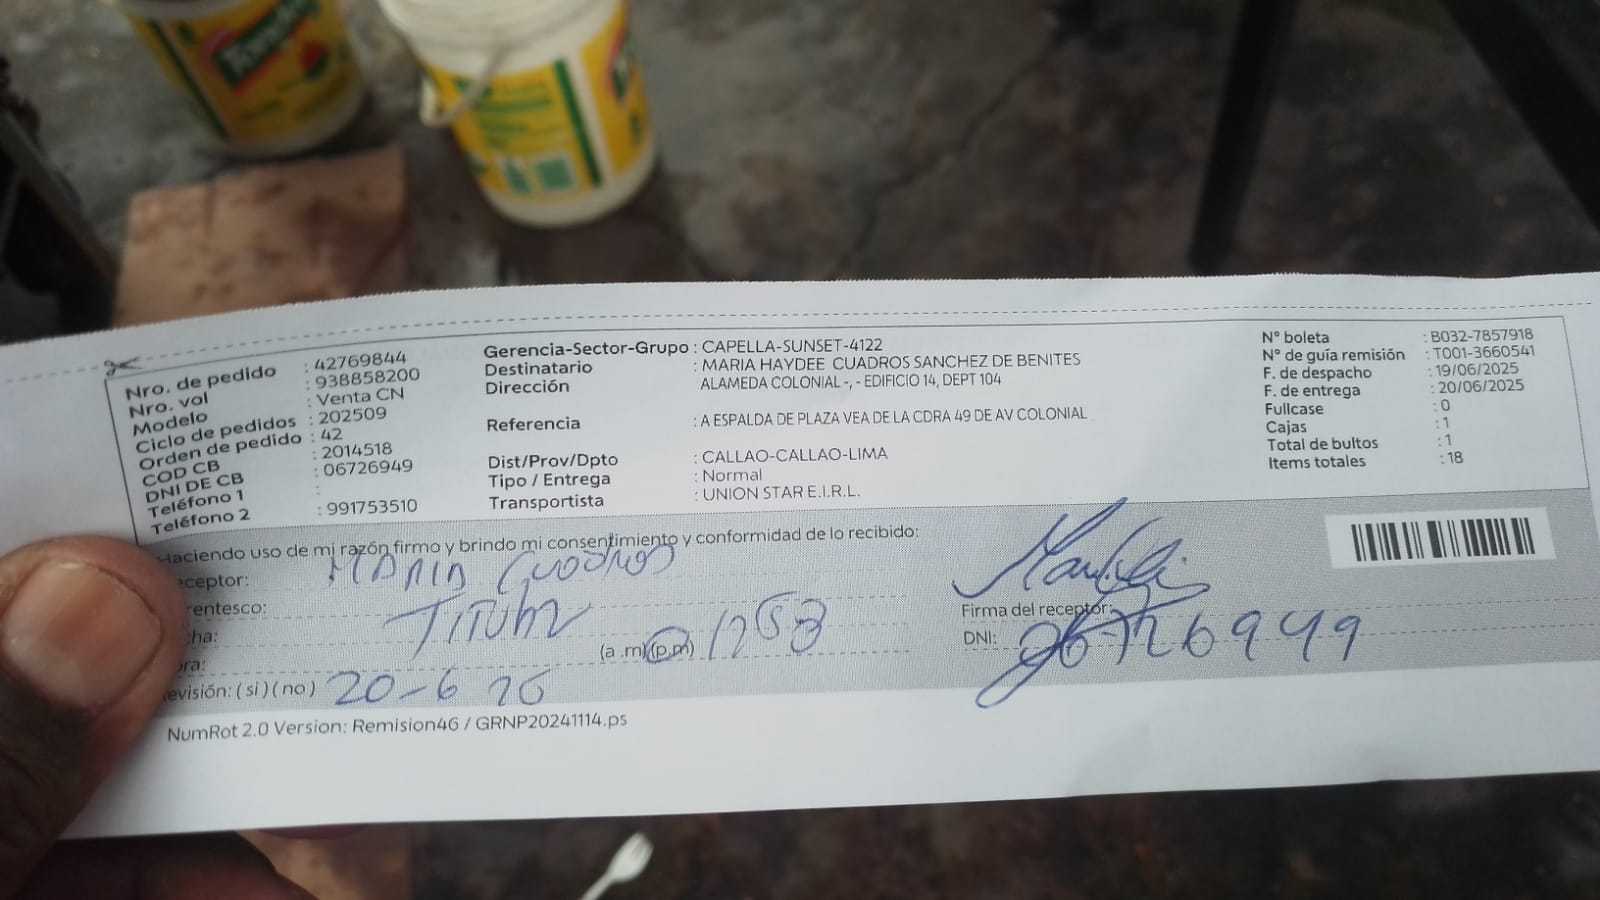 Nro. de pedido : 42769844
Nro. vol : 938858200
Modelo : Venta CN
Ciclo de pedidos : 202509
Orden de pedido : 42
COD CB : 2014518
DNI DE CB : 06726949
Teléfono 1 :
Teléfono 2 : 991753510
Gerencia-Sector-Grupo : CAPELLA-SUNSET-4122
Destinatario : MARIA HAYDEE CUADROS SANCHEZ DE BENITES
Dirección ALAMEDA COLONIAL -, - EDIFICIO 14, DEPT 104
Referencia : A ESPALDA DE PLAZA VEA DE LA CDRA 49 DE AV COLONIAL
Dist/Prov/Dpto : CALLAO-CALLAO-LIMA
Tipo / Entrega : Normal
Transportista : UNION STAR E.I.R.L.
N° boleta : B032-7857918
N° de guía remisión : T001-3660541
F. de despacho : 19/06/2025
F. de entrega : 20/06/2025
Fullcase : 0
Cajas : 1
Total de bultos : 1
Items totales : 18
Haciendo uso de mi razón firmo y brindo mi consentimiento y conformidad de lo recibido:
ceptor: MARIA CUADROS
rentesco: Titular
cha:
ora: (a .m)(p.m) 1253
evisión: ( si ) ( no ) 20-6
Firma del receptor:
DNI: 06726949
NumRot 2.0 Version: Remision46 / GRNP20241114.ps